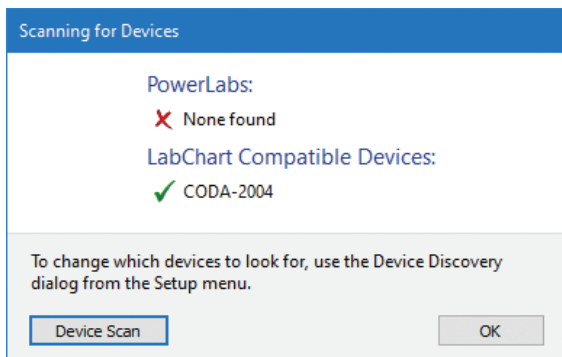 Scanning for Devices
PowerLabs:
None found
LabChart Compatible Devices:
CODA-2004
To change which devices to look for, use the Device Discovery
dialog from the Setup menu.
Device Scan
OK